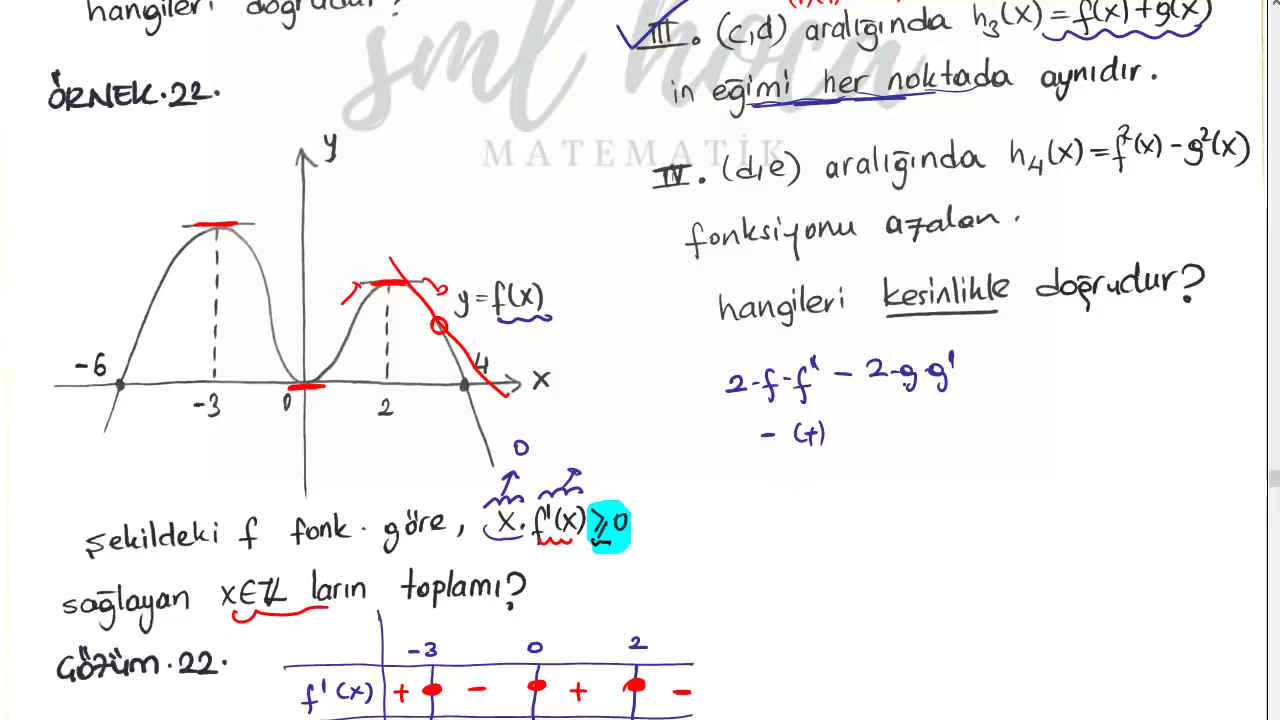 hangileri doğrudur?
ÖRNEK.22.
y
y=f(x)
-6
-3
0
2
4
x
0
şekildeki f fonk. göre, x.f'(x) ≥0
sağlayan x∈Z ların toplamı?
ÇÖZÜM.22.
-3 0 2
f'(x) + - + -
III. (c,d) aralığında h₃(x)=f(x)+g(x)
in eğimi her noktada aynıdır.
IV. (d,e) aralığında h₄(x)=f²(x)-g²(x)
fonksiyonu azalan.
hangileri kesinlikle doğrudur?
2.f.f' - 2.g.g'
- (+)
sml hoca
MATEMATİK